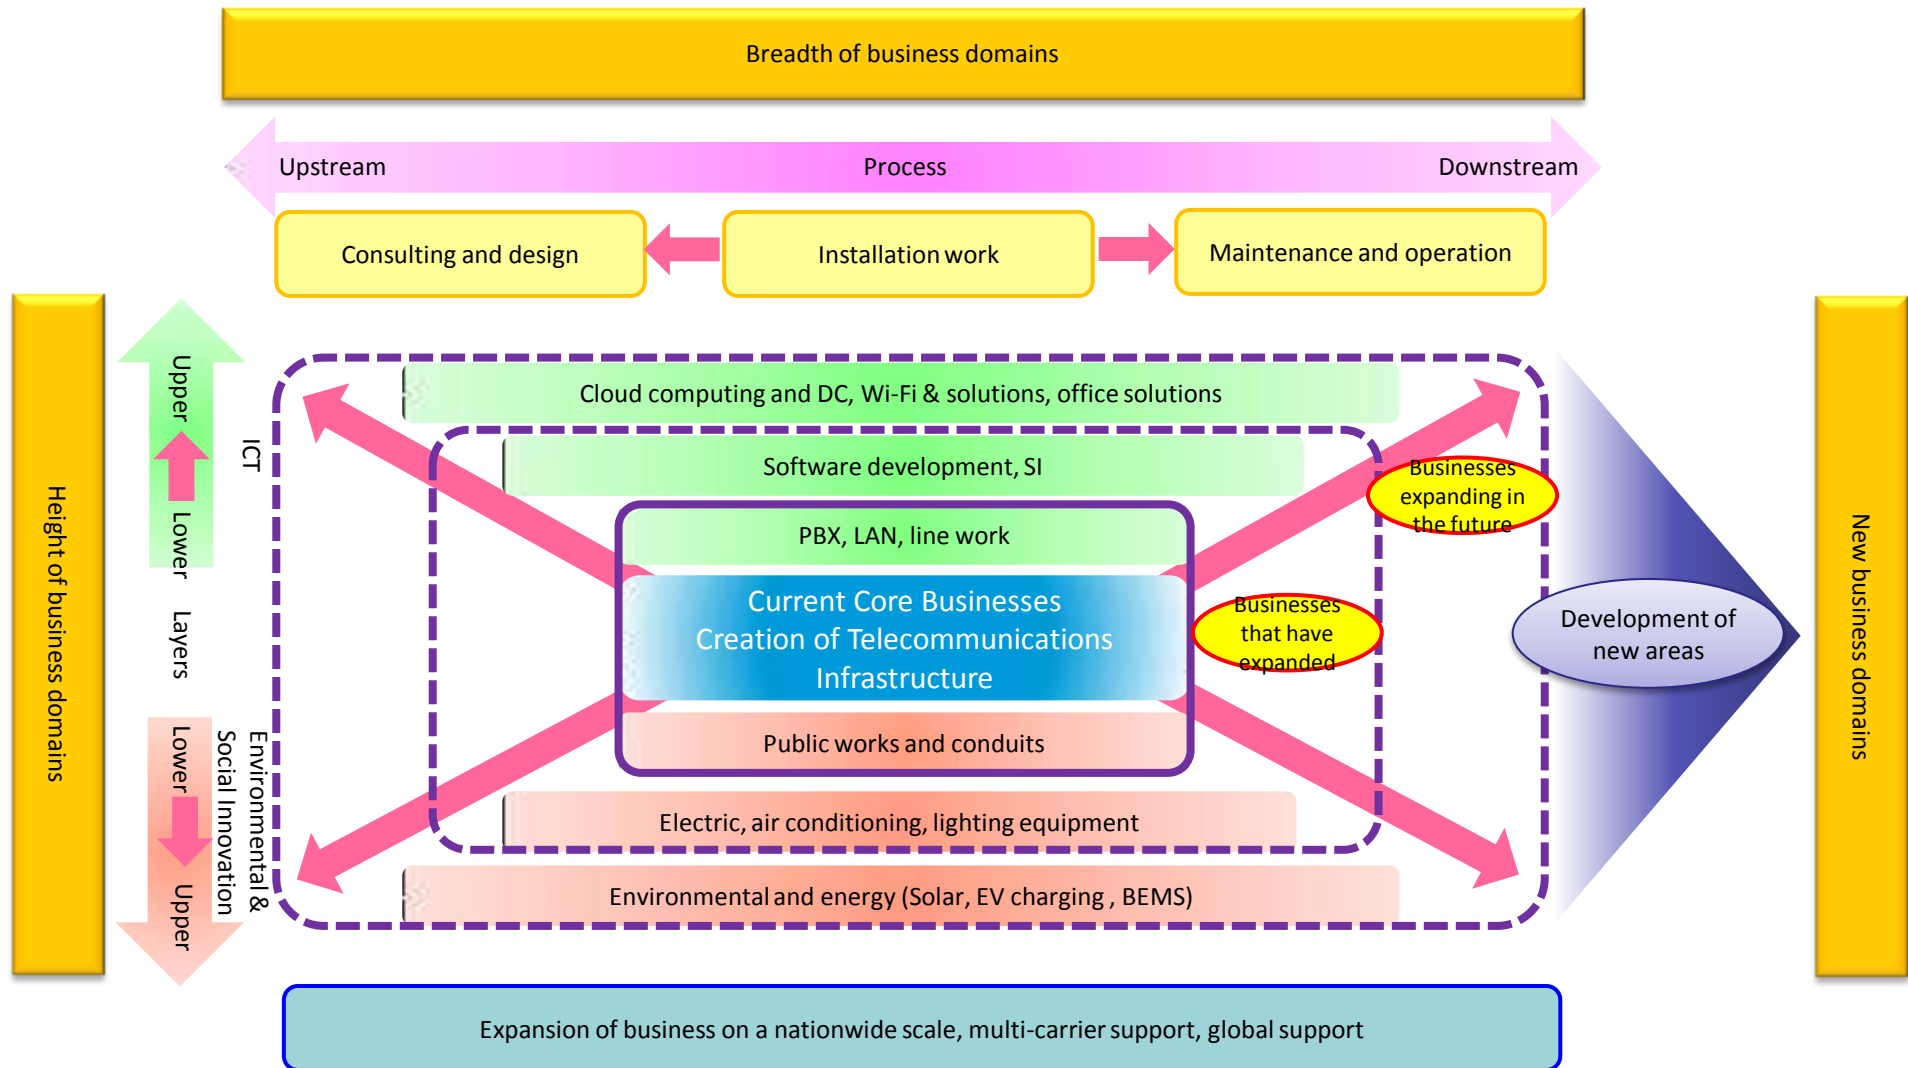 Breadth of business domains
Upstream
Process
Downstream
Consulting and design
Installation work
Maintenance and operation
Height of business domains
Upper
Lower
ICT
Layers
Lower
Upper
Environmental &
Social Innovation
Cloud computing and DC, Wi-Fi & solutions, office solutions
Software development, SI
PBX, LAN, line work
Current Core Businesses
Creation of Telecommunications
Infrastructure
Public works and conduits
Electric, air conditioning, lighting equipment
Environmental and energy (Solar, EV charging , BEMS)
Businesses
expanding in
the future
Businesses
that have
expanded
Development of
new areas
New business domains
Expansion of business on a nationwide scale, multi-carrier support, global support